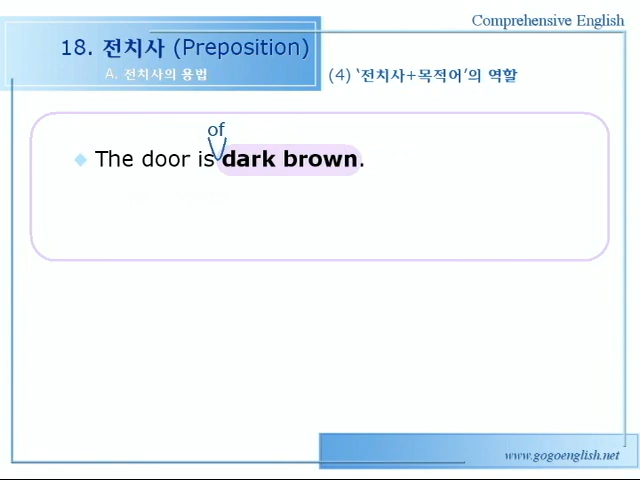 Comprehensive English
18. 전치사 (Preposition)
A. 전치사의 용법
(4) ‘전치사+목적어’의 역할
of
The door is dark brown.
www.gogoenglish.net